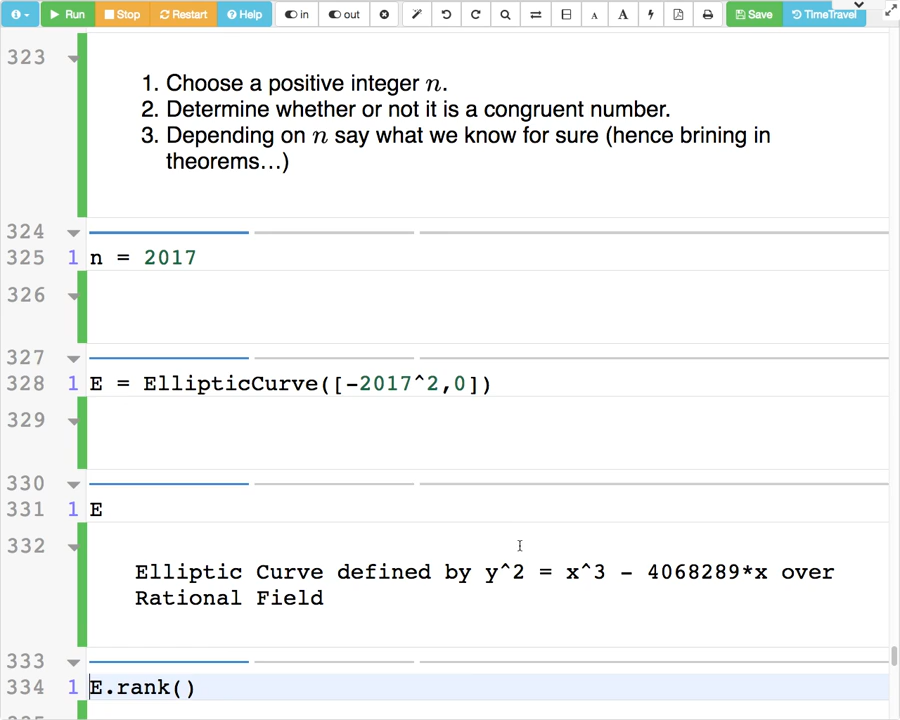 Run Stop Restart Help in out A A Save TimeTravel
323
1. Choose a positive integer n.
2. Determine whether or not it is a congruent number.
3. Depending on n say what we know for sure (hence brining in
theorems...)
324
325 1 n = 2017
326
327
328 1 E = EllipticCurve([-2017^2,0])
329
330
331 1 E
332
Elliptic Curve defined by y^2 = x^3 - 4068289*x over
Rational Field
333
334 1 E.rank()